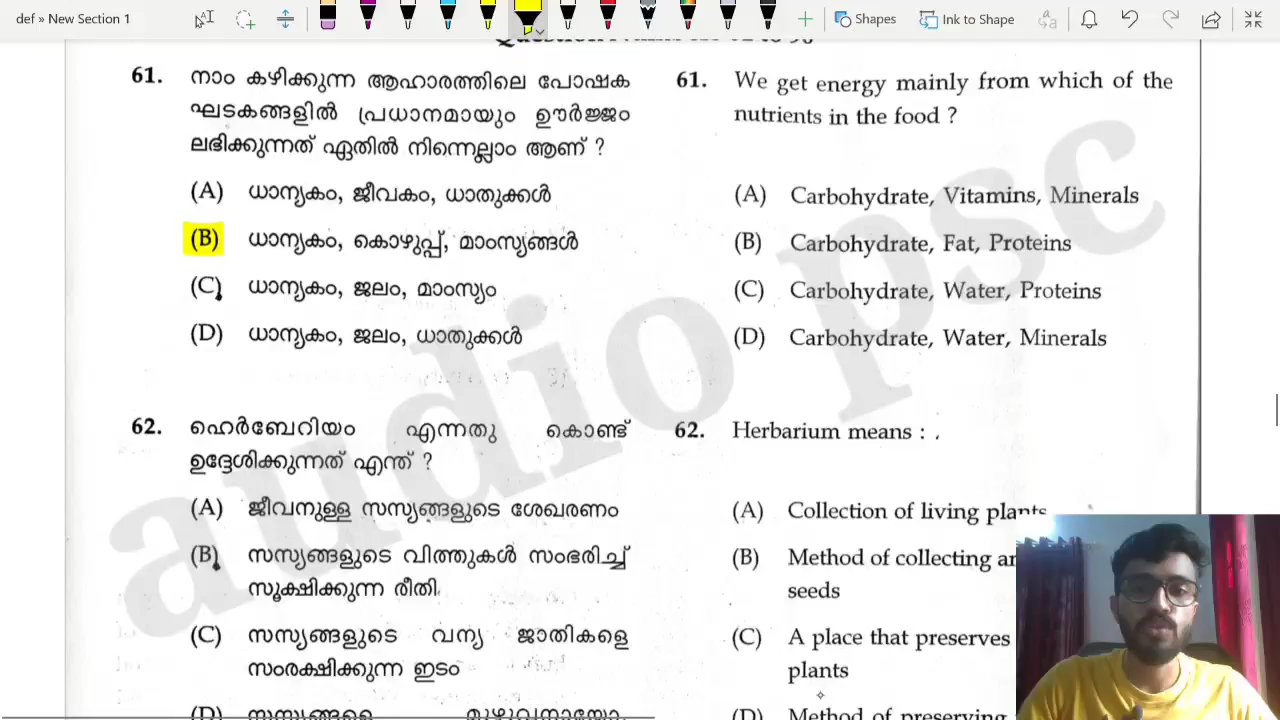 def » New Section 1
Shapes
Ink to Shape
61. നാം കഴിക്കുന്ന ആഹാരത്തിലെ പോഷക
ഘടകങ്ങളിൽ പ്രധാനമായും ഊർജ്ജം
ലഭിക്കുന്നത് ഏതിൽ നിന്നെല്ലാം ആണ് ?
(A) ധാന്യകം, ജീവകം, ധാതുക്കൾ
(B) ധാന്യകം, കൊഴുപ്പ്, മാംസ്യങ്ങൾ
(C) ധാന്യകം, ജലം, മാംസ്യം
(D) ധാന്യകം, ജലം, ധാതുക്കൾ
62. ഹെർബേറിയം എന്നതു കൊണ്ട്
ഉദ്ദേശിക്കുന്നത് എന്ത് ?
(A) ജീവനുള്ള സസ്യങ്ങളുടെ ശേഖരണം
(B) സസ്യങ്ങളുടെ വിത്തുകൾ സംഭരിച്ച്
സൂക്ഷിക്കുന്ന രീതി
(C) സസ്യങ്ങളുടെ വന്യ ജാതികളെ
സംരക്ഷിക്കുന്ന ഇടം
61. We get energy mainly from which of the
nutrients in the food ?
(A) Carbohydrate, Vitamins, Minerals
(B) Carbohydrate, Fat, Proteins
(C) Carbohydrate, Water, Proteins
(D) Carbohydrate, Water, Minerals
62. Herbarium means :
(A) Collection of living plants
(B) Method of collecting
seeds
(C) A place that preserves
plants
(D) Method of preserving
audio psc